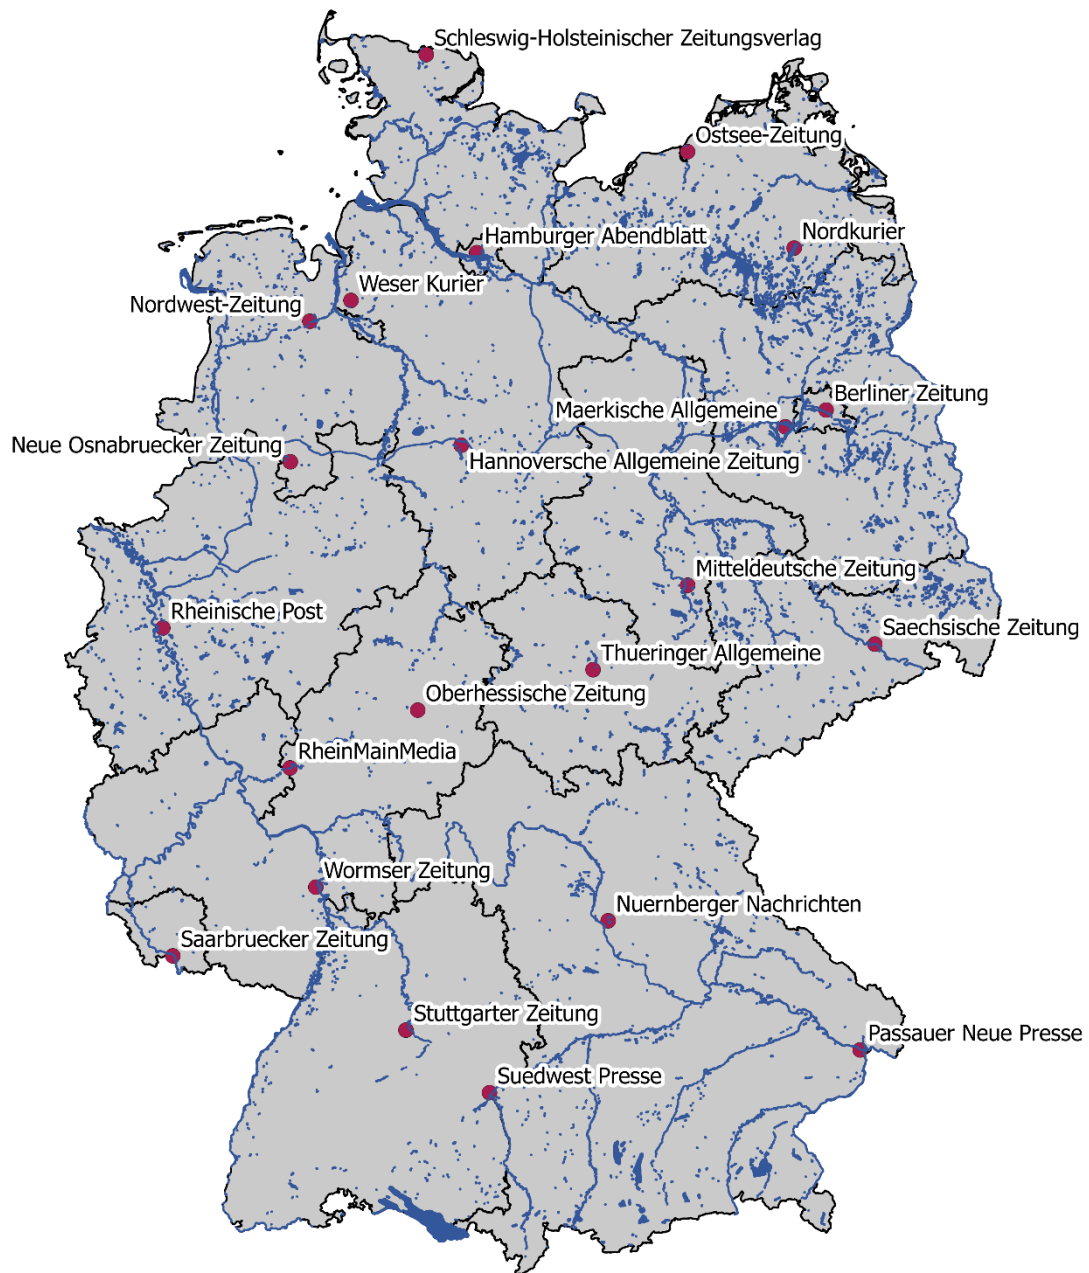 Schleswig-Holsteinischer Zeitungsverlag
Ostsee-Zeitung
Hamburger Abendblatt
Nordkurier
Weser Kurier
Nordwest-Zeitung
Berliner Zeitung
Maerkische Allgemeine
Neue Osnabruecker Zeitung
Hannoversche Allgemeine Zeitung
Mitteldeutsche Zeitung
Rheinische Post
Saechsische Zeitung
Thueringer Allgemeine
Oberhessische Zeitung
RheinMainMedia
Wormser Zeitung
Nuernberger Nachrichten
Saarbruecker Zeitung
Stuttgarter Zeitung
Passauer Neue Presse
Suedwest Presse